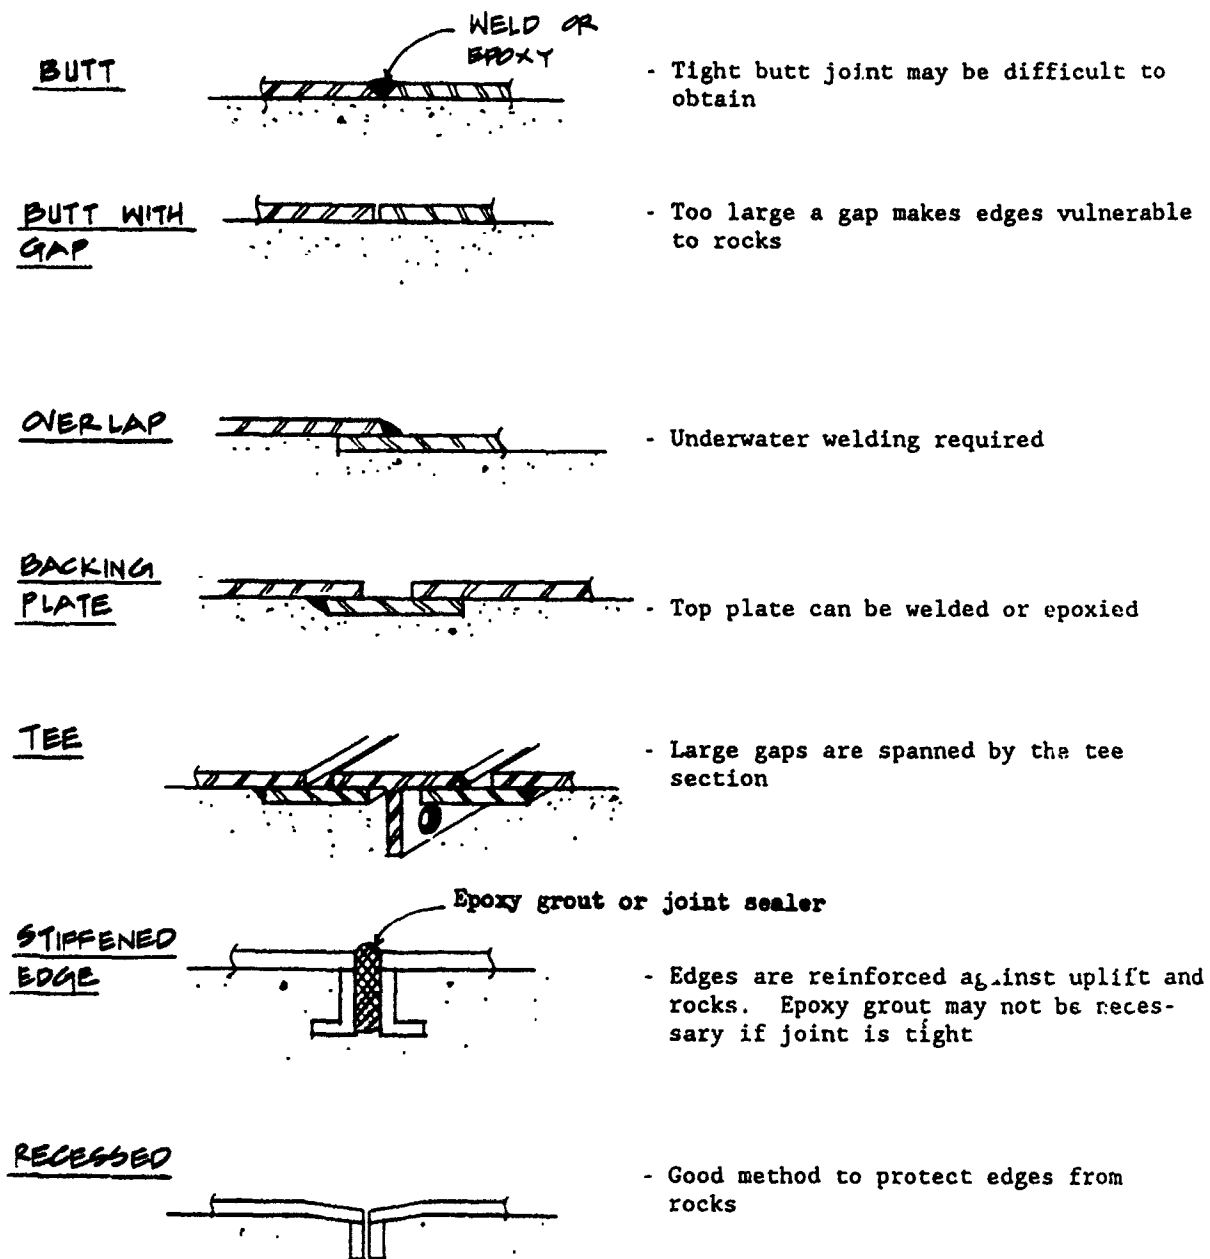 WELD OR
EPOXY
BUTT
- Tight butt joint may be difficult to
obtain
BUTT WITH
GAP
- Too large a gap makes edges vulnerable
to rocks
OVERLAP
- Underwater welding required
BACKING
PLATE
- Top plate can be welded or epoxied
TEE
- Large gaps are spanned by the tee
section
Epoxy grout or joint sealer
STIFFENED
EDGE
- Edges are reinforced against uplift and
rocks. Epoxy grout may not be neces-
sary if joint is tight
RECESSED
- Good method to protect edges from
rocks